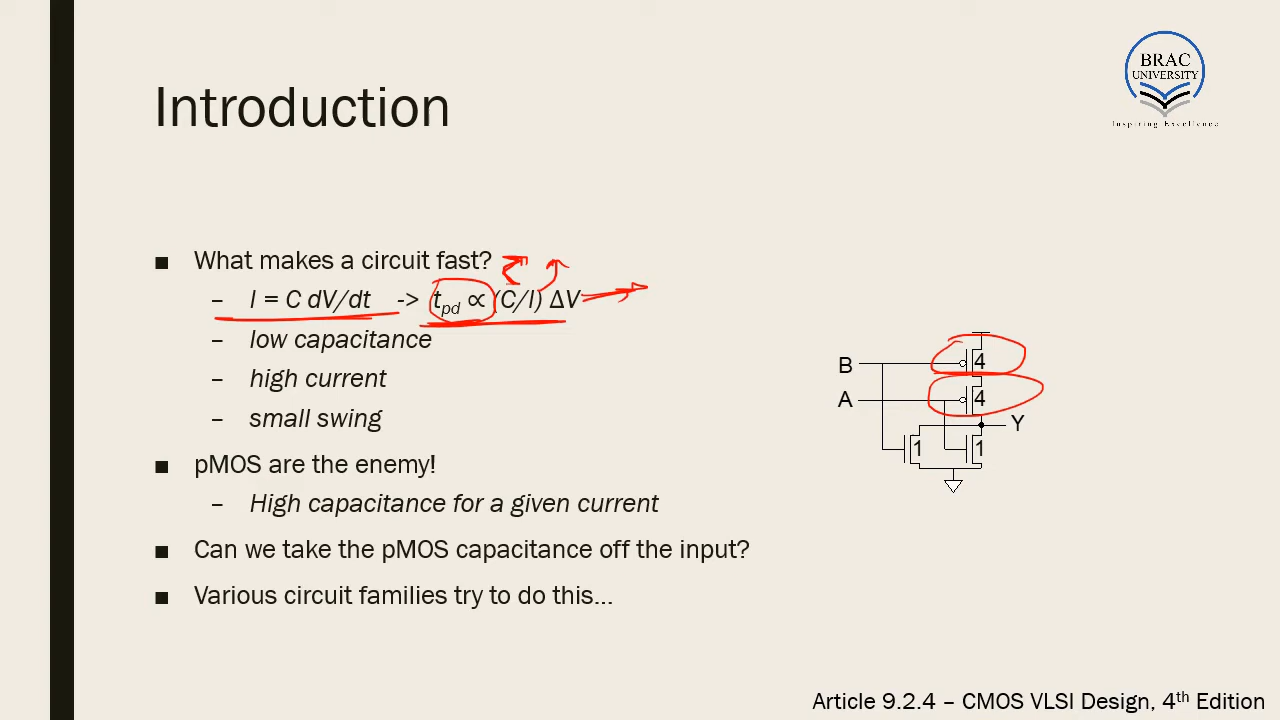 BRAC
UNIVERSITY
Inspiring Excellence
Introduction
■ What makes a circuit fast?
– I = C dV/dt -> tpd ∝ (C/I) ΔV
– low capacitance
– high current
– small swing
■ pMOS are the enemy!
– High capacitance for a given current
■ Can we take the pMOS capacitance off the input?
■ Various circuit families try to do this…
B 4
A 4
Y
1 1
Article 9.2.4 – CMOS VLSI Design, 4th Edition